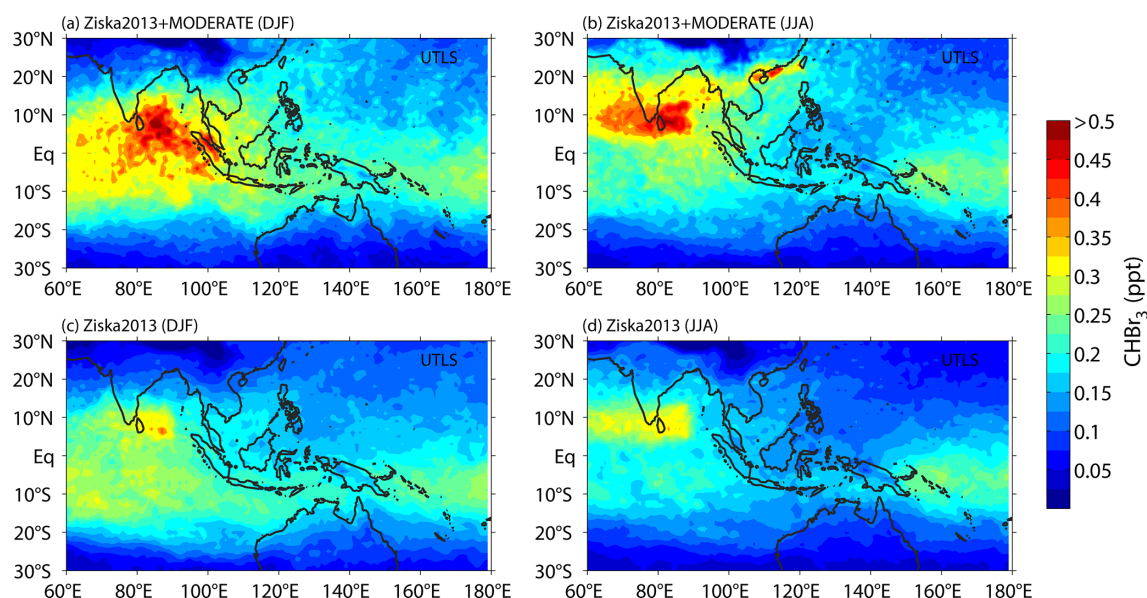 (a) Ziska2013+MODERATE (DJF)
(b) Ziska2013+MODERATE (JJA)
30°N
20°N
10°N
Eq
10°S
20°S
30°S
UTLS
60°E 80°E 100°E 120°E 140°E 160°E 180°E
30°N
20°N
10°N
Eq
10°S
20°S
30°S
UTLS
60°E 80°E 100°E 120°E 140°E 160°E 180°E
(c) Ziska2013 (DJF)
(d) Ziska2013 (JJA)
30°N
20°N
10°N
Eq
10°S
20°S
30°S
UTLS
60°E 80°E 100°E 120°E 140°E 160°E 180°E
30°N
20°N
10°N
Eq
10°S
20°S
30°S
UTLS
60°E 80°E 100°E 120°E 140°E 160°E 180°E
>0.5
0.45
0.4
0.35
0.3
0.25
0.2
0.15
0.1
0.05
CHBr₃ (ppt)